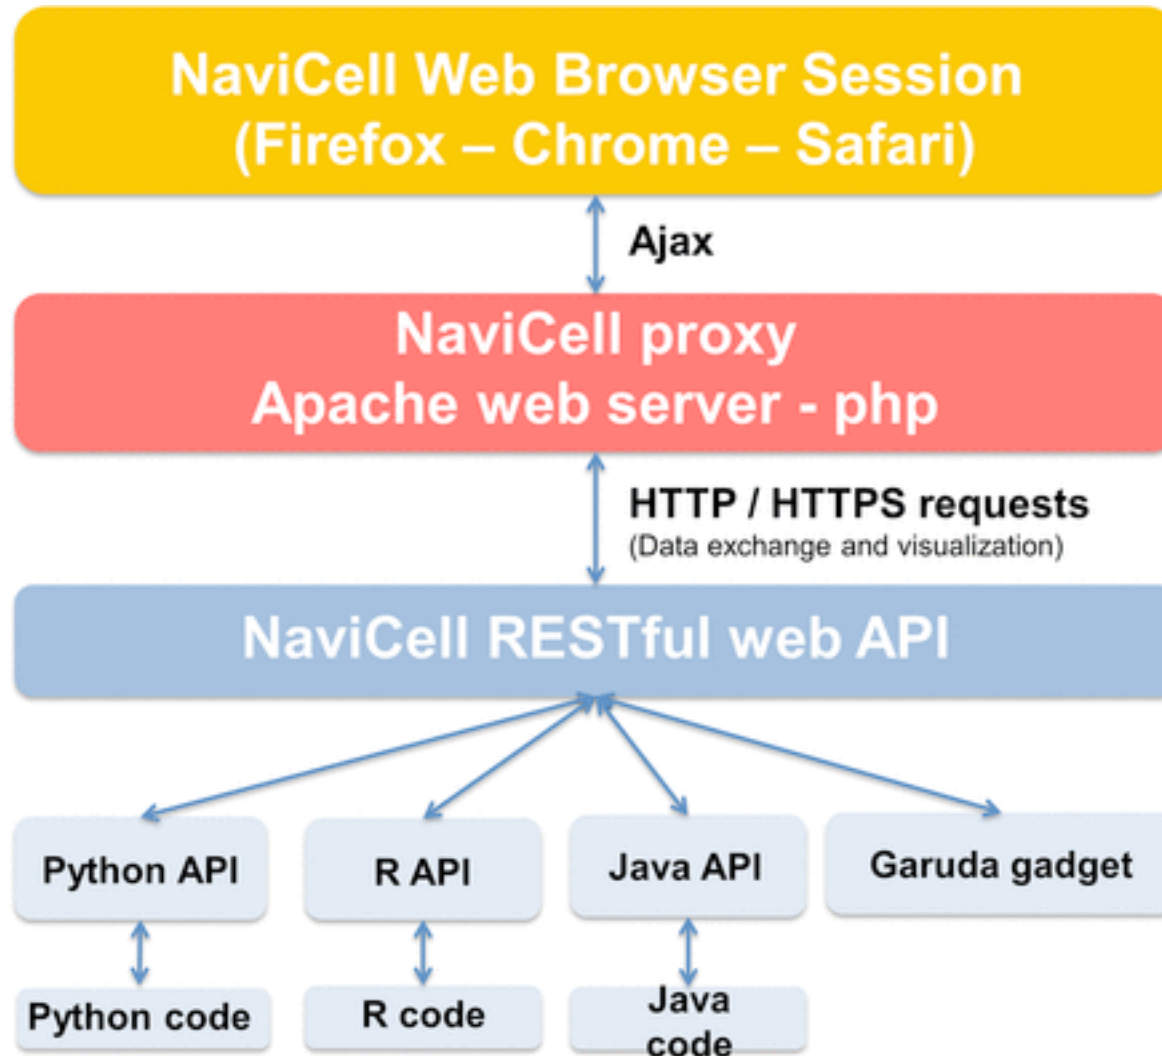 NaviCell Web Browser Session
(Firefox – Chrome – Safari)
Ajax
NaviCell proxy
Apache web server - php
HTTP / HTTPS requests
(Data exchange and visualization)
NaviCell RESTful web API
Python API
R API
Java API
Garuda gadget
Python code
R code
Java
code